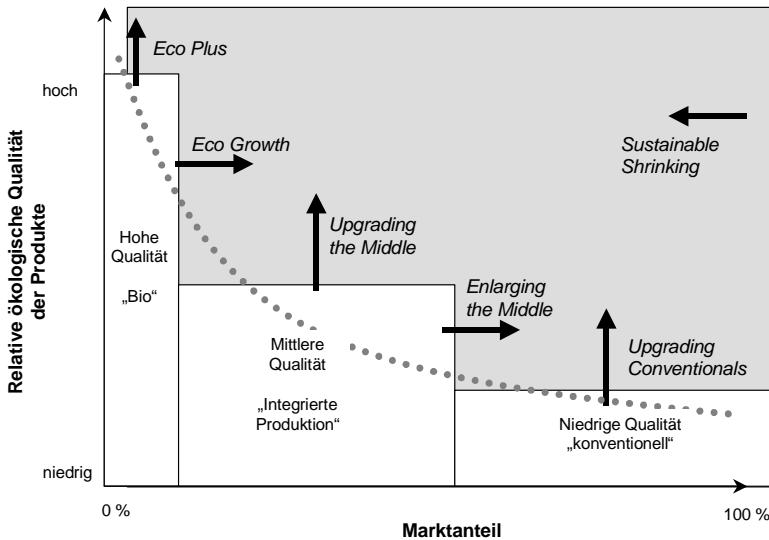 Eco Plus
hoch
Eco Growth
Sustainable
Shrinking
Relative ökologische Qualität
der Produkte
Hohe
Qualität
„Bio“
Upgrading
the Middle
Enlarging
the Middle
Mittlere
Qualität
„Integrierte
Produktion“
Upgrading
Conventionals
Niedrige Qualität
„konventionell“
niedrig
0 %
100 %
Marktanteil